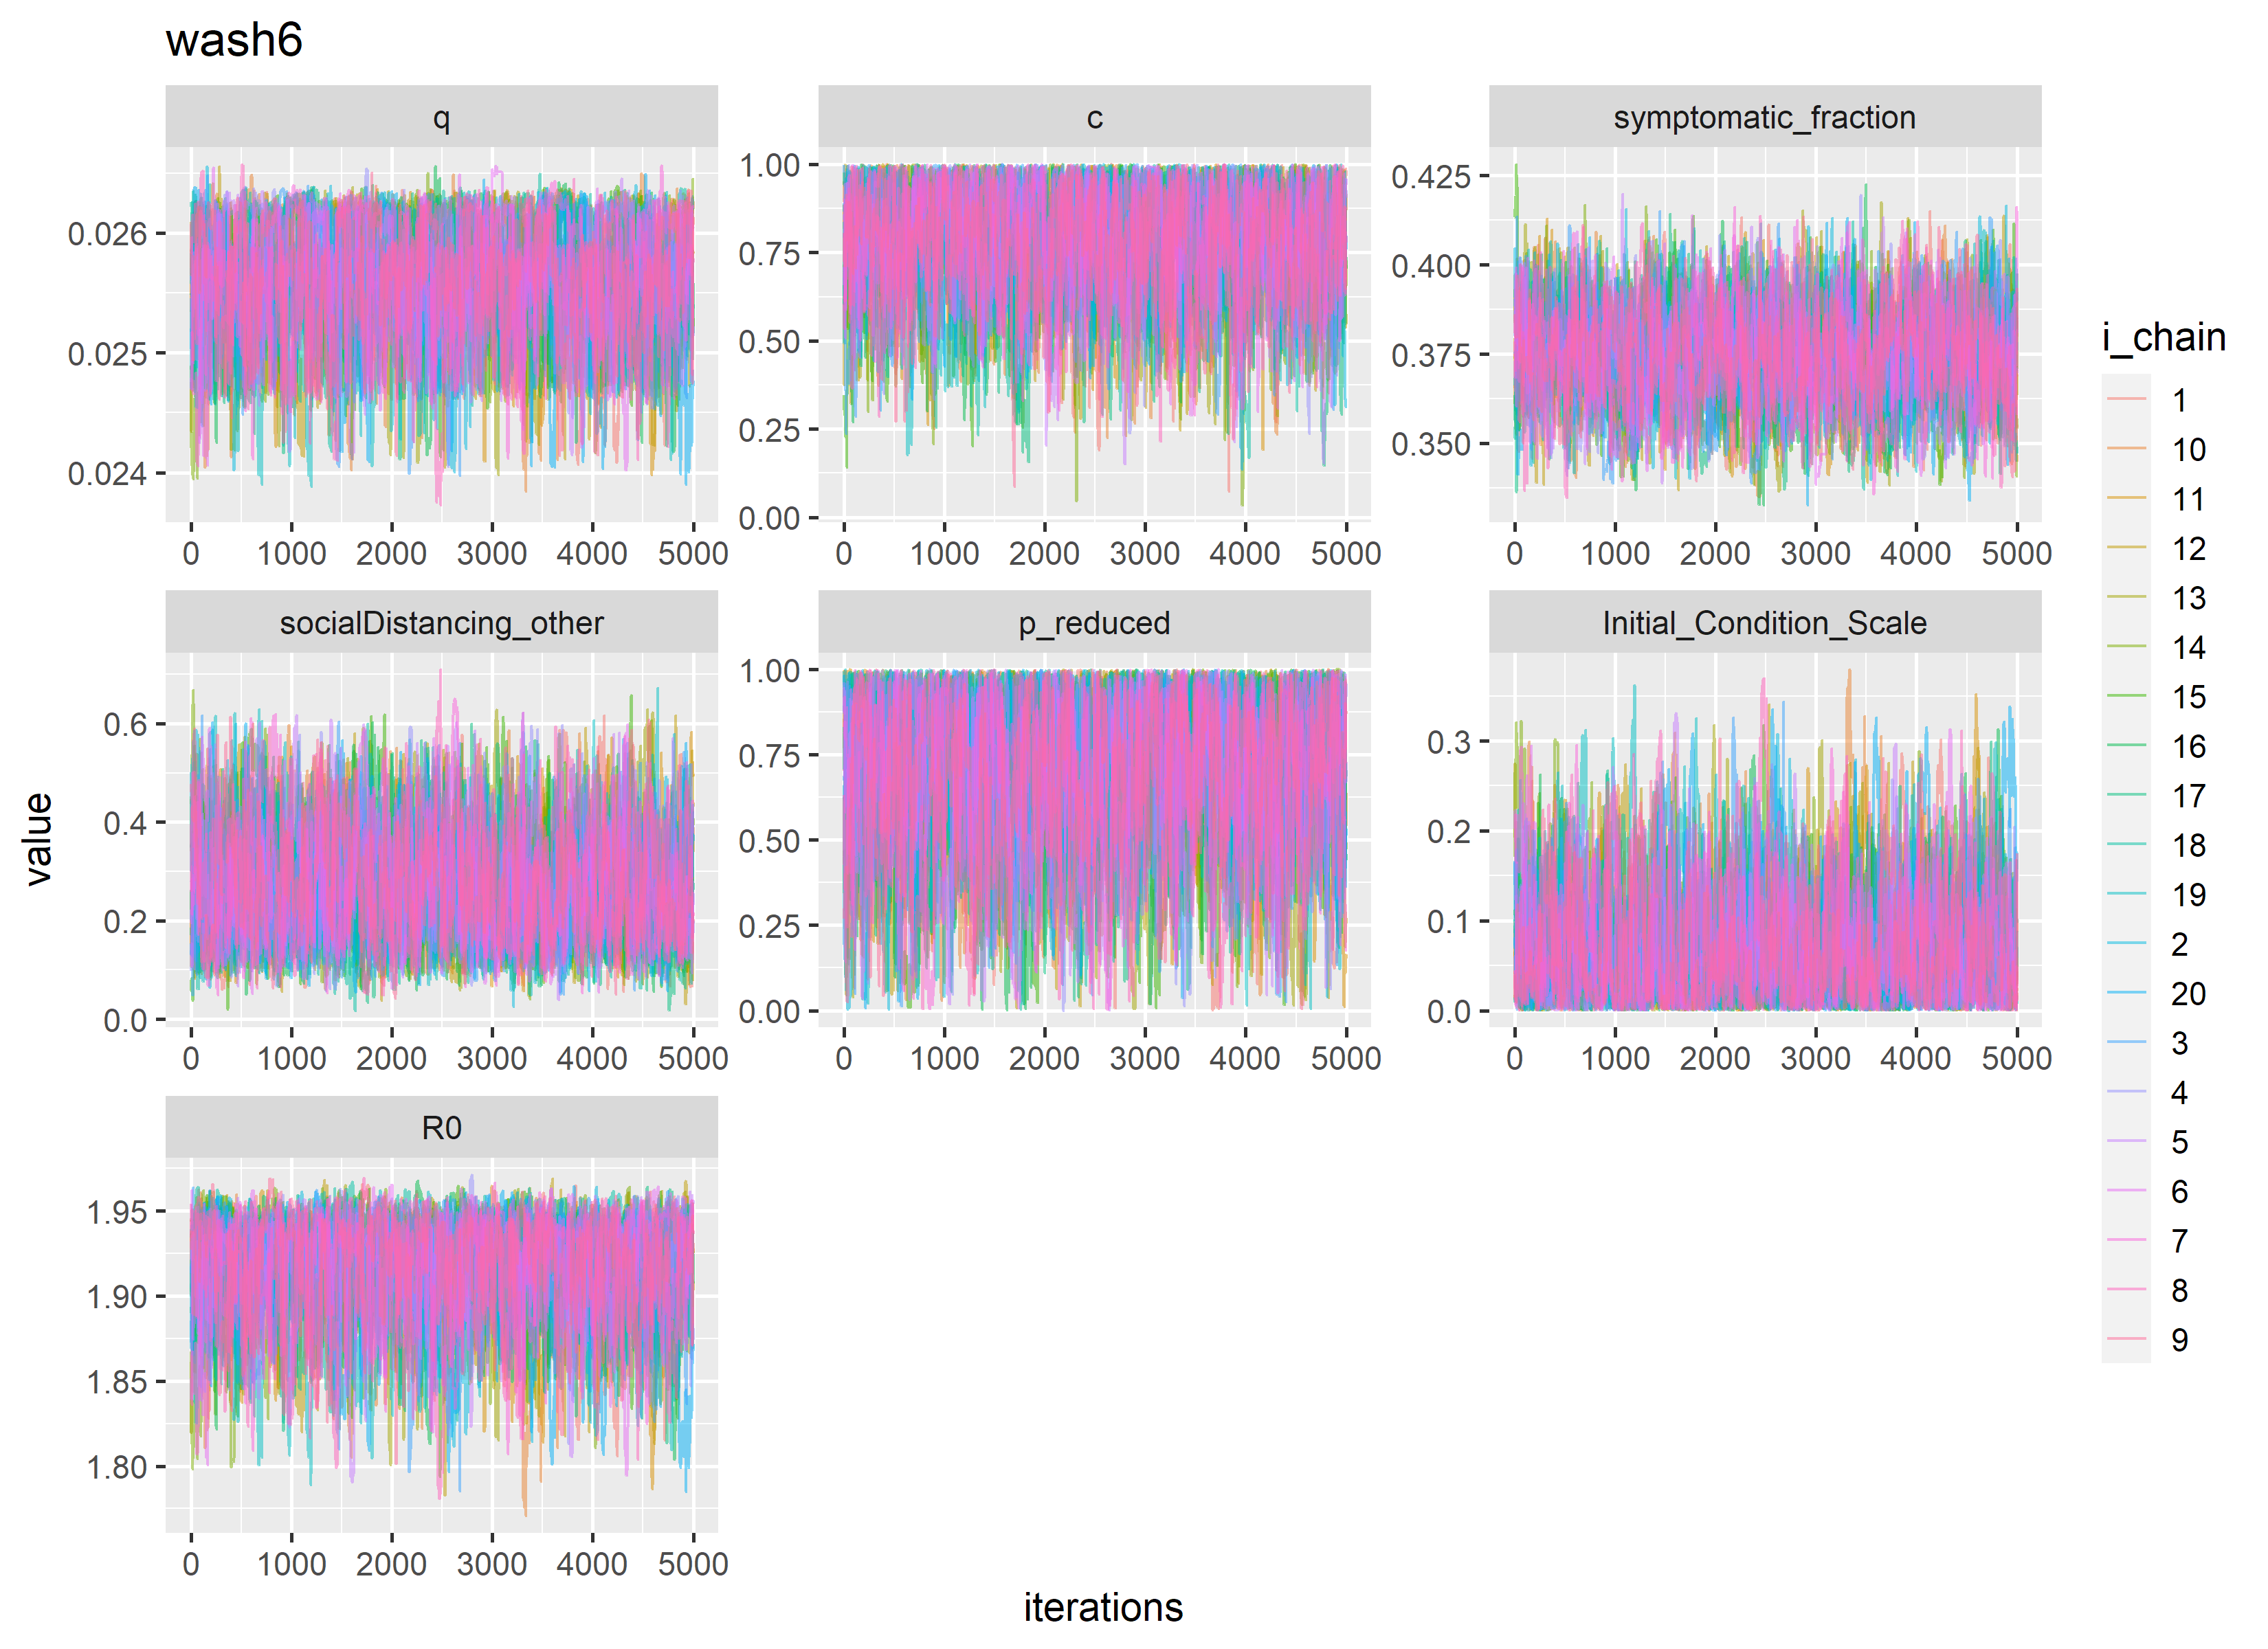 wash6
q
c
symptomatic_fraction
0.026
0.025
0.024
1.00
0.75
0.50
0.25
0.00
0.425
0.400
0.375
0.350
0 1000 2000 3000 4000 5000
0 1000 2000 3000 4000 5000
0 1000 2000 3000 4000 5000
socialDistancing_other
p_reduced
Initial_Condition_Scale
0.6
0.4
0.2
0.0
1.00
0.75
0.50
0.25
0.00
0.3
0.2
0.1
0.0
0 1000 2000 3000 4000 5000
0 1000 2000 3000 4000 5000
0 1000 2000 3000 4000 5000
R0
1.95
1.90
1.85
1.80
0 1000 2000 3000 4000 5000
value
iterations
i_chain
1
10
11
12
13
14
15
16
17
18
19
2
20
3
4
5
6
7
8
9